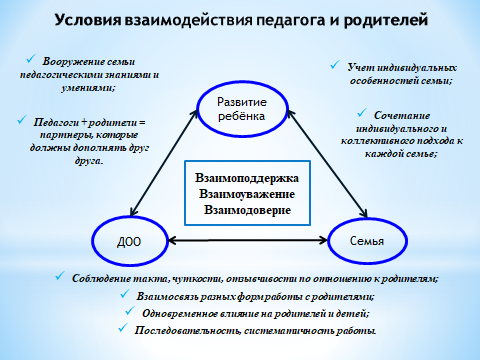 Условия взаимодействия педагога и родителей
Вооружение семьи
педагогическими знаниями и
умениями;
Педагоги + родители =
партнеры, которые
должны дополнять друг
друга.
Учет индивидуальных
особенностей семьи;
Сочетание
индивидуального и
коллективного подхода к
каждой семье;
Развитие
ребёнка
Взаимоподдержка
Взаимоуважение
Взаимодоверие
ДОО
Семья
Соблюдение такта, чуткости, отзывчивости по отношению к родителям;
Взаимосвязь разных форм работы с родителями;
Одновременное влияние на родителей и детей;
Последовательность, систематичность работы.